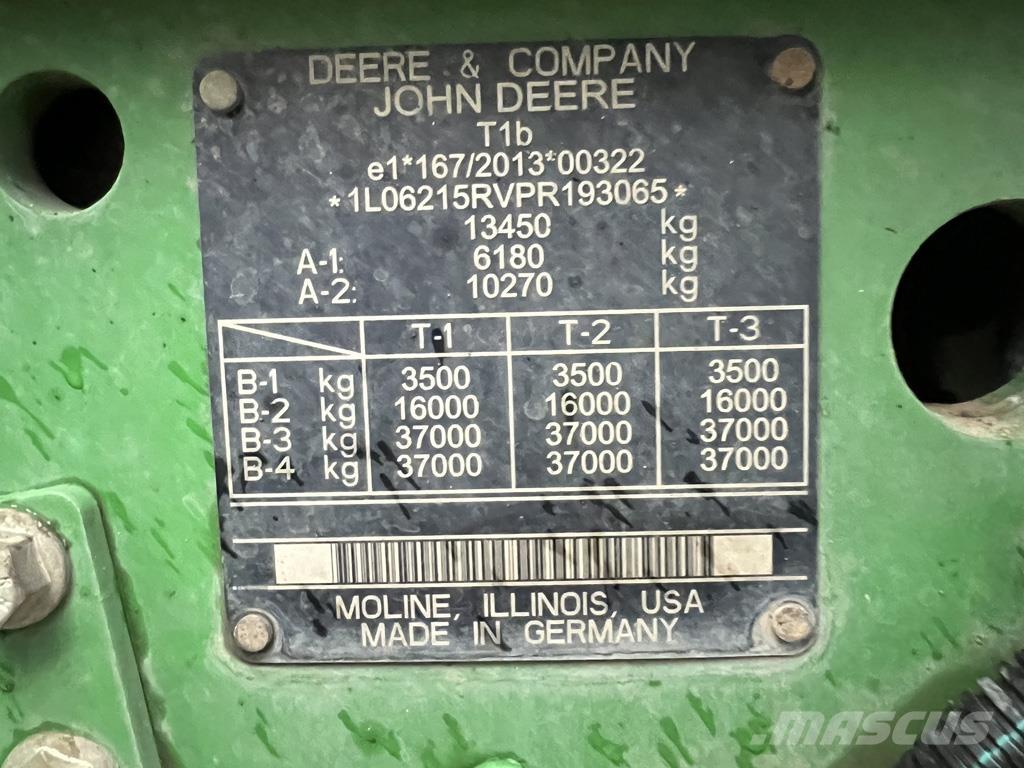 DEERE & COMPANY
JOHN DEERE
T1b
e1*167/2013*00322
*1L06215RVPR193065*
13450 kg
A-1: 6180 kg
A-2: 10270 kg
T-1 T-2 T-3
B-1 kg 3500 3500 3500
B-2 kg 16000 16000 16000
B-3 kg 37000 37000 37000
B-4 kg 37000 37000 37000
MOLINE, ILLINOIS, USA
MADE IN GERMANY
MASCUS